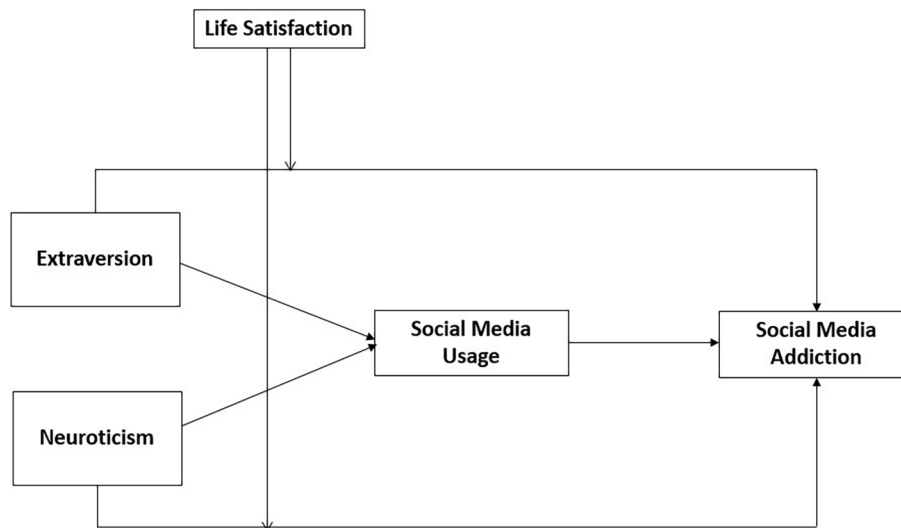 Life Satisfaction
Extraversion
Social Media
Usage
Social Media
Addiction
Neuroticism